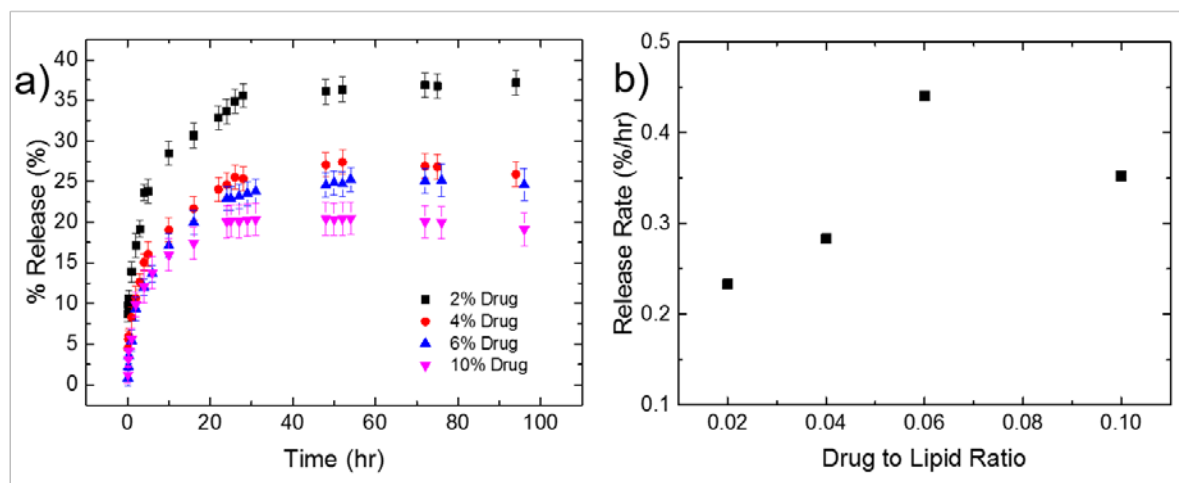 a)
% Release (%)
40
35
30
25
20
15
10
5
0
2% Drug
4% Drug
6% Drug
10% Drug
0 20 40 60 80 100
Time (hr)
b)
Release Rate (%/hr)
0.5
0.4
0.3
0.2
0.1
0.02 0.04 0.06 0.08 0.10
Drug to Lipid Ratio